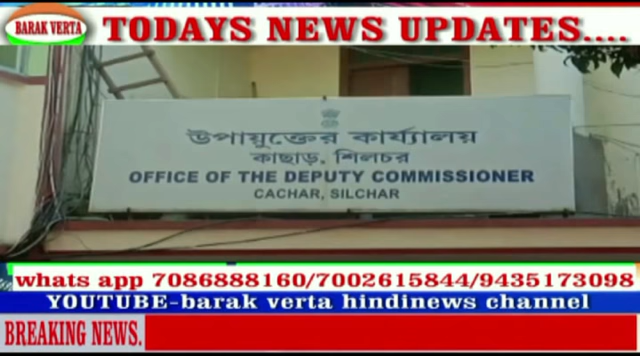 BARAK VERTA
TODAYS NEWS UPDATES....
উপায়ুক্তের কার্য্যালয়
কাছাড়, শিলচর
OFFICE OF THE DEPUTY COMMISSIONER
CACHAR, SILCHAR
whats app 7086888160/7002615844/9435173098
YOUTUBE-barak verta hindinews channel
BREAKING NEWS.